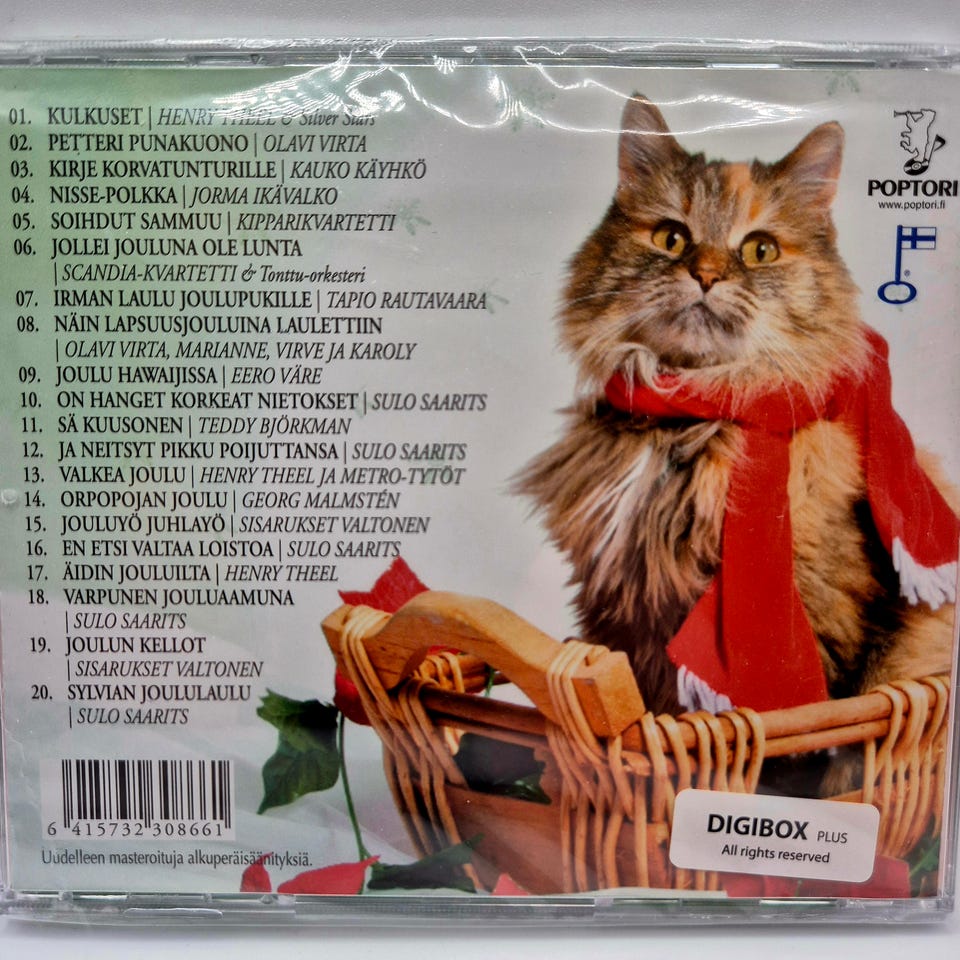 01. KULKUSET | HENRY THEEL & Silver Stars
02. PETTERI PUNAKUONO | OLAVI VIRTA
03. KIRJE KORVATUNTURILLE | KAUKO KÄYHKÖ
04. NISSE-POLKKA | JORMA IKÄVALKO
05. SOIHDUT SAMMUU | KIPPARIKVARTETTI
06. JOLLEI JOULUNA OLE LUNTA
| SCANDIA-KVARTETTI & Tonttu-orkesteri
07. IRMAN LAULU JOULUPUKILLE | TAPIO RAUTAVAARA
08. NÄIN LAPSUUSJOULUINA LAULETTIIN
| OLAVI VIRTA, MARIANNE, VIRVE JA KAROLY
09. JOULU HAWAIJISSA | EERO VÄRE
10. ON HANGET KORKEAT NIETOKSET | SULO SAARITS
11. SÄ KUUSONEN | TEDDY BJÖRKMAN
12. JA NEITSYT PIKKU POIJUTTANSA | SULO SAARITS
13. VALKEA JOULU | HENRY THEEL JA METRO-TYTÖT
14. ORPOPOJAN JOULU | GEORG MALMSTÉN
15. JOULUYÖ JUHLAYÖ | SISARUKSET VALTONEN
16. EN ETSI VALTAA LOISTOA | SULO SAARITS
17. ÄIDIN JOULUILTA | HENRY THEEL
18. VARPUNEN JOULUAAMUNA
| SULO SAARITS
19. JOULUN KELLOT
| SISARUKSET VALTONEN
20. SYLVIAN JOULULAULU
| SULO SAARITS
POPTORI
www.poptori.fi
6 415732 308661
Uudelleen masteroituja alkuperäisäänityksiä.
DIGIBOX PLUS
All rights reserved